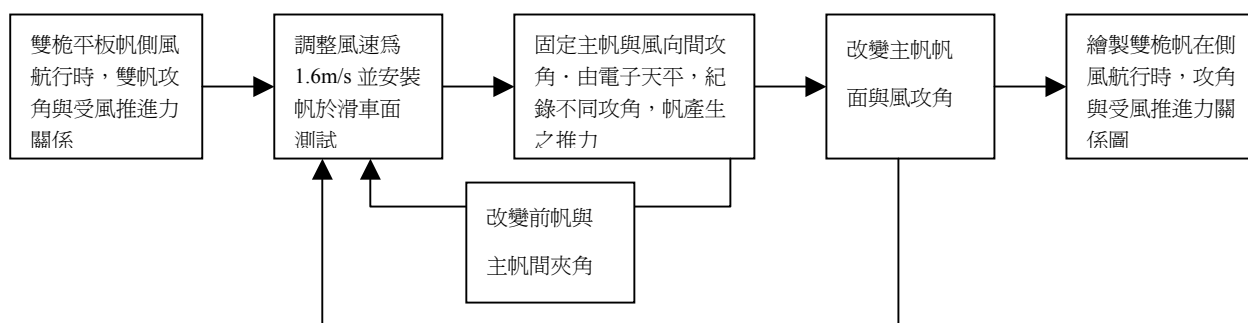 雙桅平板帆側風
航行時，雙帆攻
角與受風推進力
關係
調整風速爲
1.6m/s 並安裝
帆於滑車面
測試
固定主帆與風向間攻
角．由電子天平，紀
錄不同攻角，帆產生
之推力
改變主帆帆
面與風攻角
繪製雙桅帆在側
風航行時，攻角
與受風推進力關
係圖
改變前帆與
主帆間夾角